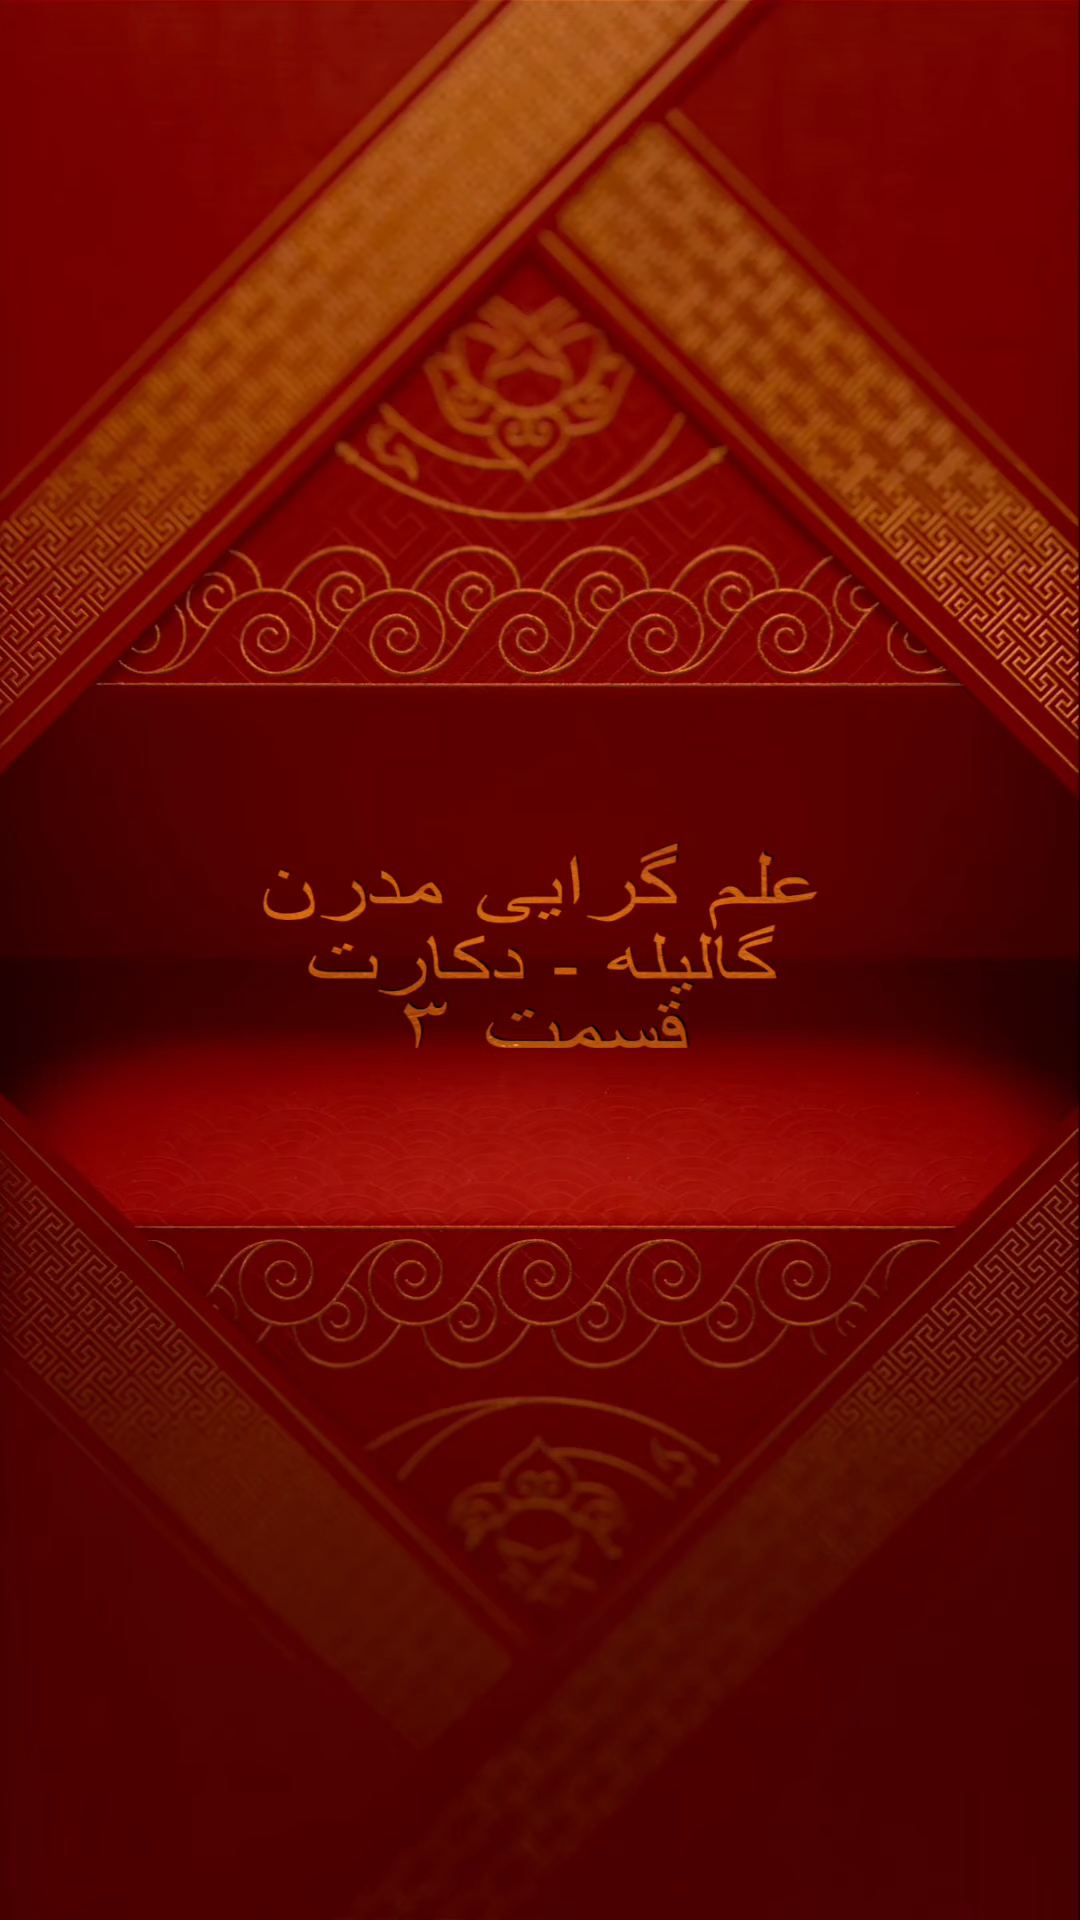 علم گرایی مدرن
گالیله - دکارت
قسمت ۳